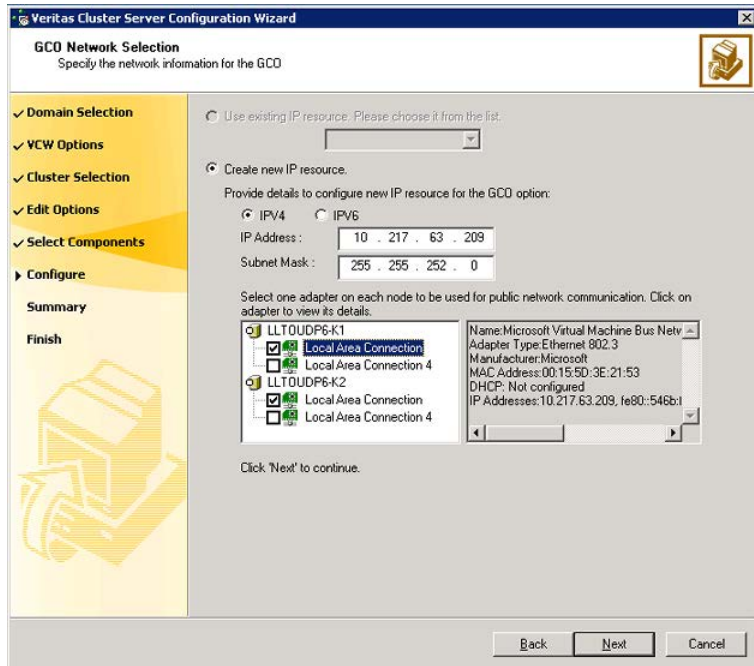 Veritas Cluster Server Configuration Wizard
GCO Network Selection
Specify the network information for the GCO
Domain Selection
VCW Options
Cluster Selection
Edit Options
Select Components
Configure
Summary
Finish
Use existing IP resource. Please choose it from the list.
Create new IP resource.
Provide details to configure new IP resource for the GCO option:
IPV4 IPV6
IP Address : 10 . 217 . 63 . 209
Subnet Mask : 255 . 255 . 252 . 0
Select one adapter on each node to be used for public network communication. Click on
adapter to view its details.
LLTOUDP6-K1
Local Area Connection
Local Area Connection 4
LLTOUDP6-K2
Local Area Connection
Local Area Connection 4
Name:Microsoft Virtual Machine Bus Netw
Adapter Type:Ethernet 802.3
Manufacturer:Microsoft
MAC Address:00:15:5D:3E:21:53
DHCP: Not configured
IP Addresses:10.217.63.209, fe80::546b:
Click 'Next' to continue.
Back Next Cancel